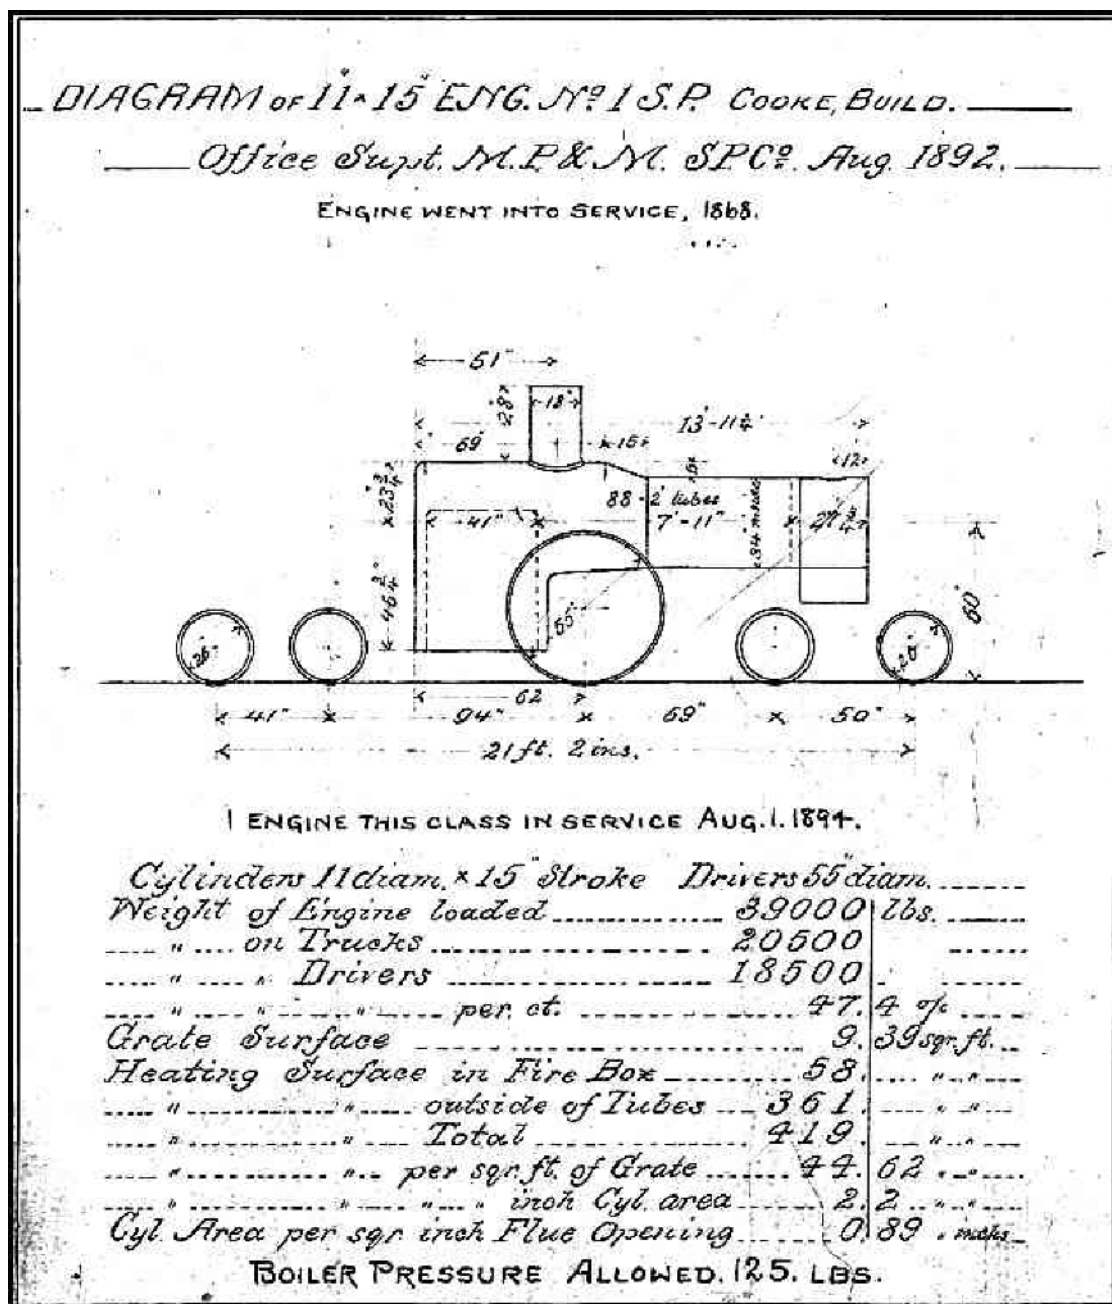 DIAGRAM OF 11" × 15" ENG. Nº 1 S.P. COOKE, BUILD.
Office Supt. M.P. & M. S.P.Cº. Aug. 1892.
ENGINE WENT INTO SERVICE, 1868.
51"
28"
18"
13'-11¼"
69"
15"
12"
23¾"
88-2" tubes
41"
7'-11"
34" inside
46¾"
55"
60"
26"
62
41"
94"
69"
50"
21 ft. 2 ins.
1 ENGINE THIS CLASS IN SERVICE AUG. 1. 1894.
Cylinders 11 diam. × 15" Stroke Drivers 55" diam.
Weight of Engine loaded 39000 lbs.
" on Trucks 20500
" " Drivers 18500
" " " per ct. 47.4 %
Grate Surface 9.39 sqr. ft.
Heating Surface in Fire Box 58. " "
" " outside of Tubes 361. " "
" " Total 419. " "
" " per sqr. ft. of Grate 44.62 " "
" " " " inch Cyl. area 2.2 " "
Cyl. Area per sqr inch Flue Opening 0.89 " inchs
BOILER PRESSURE ALLOWED. 125. LBS.